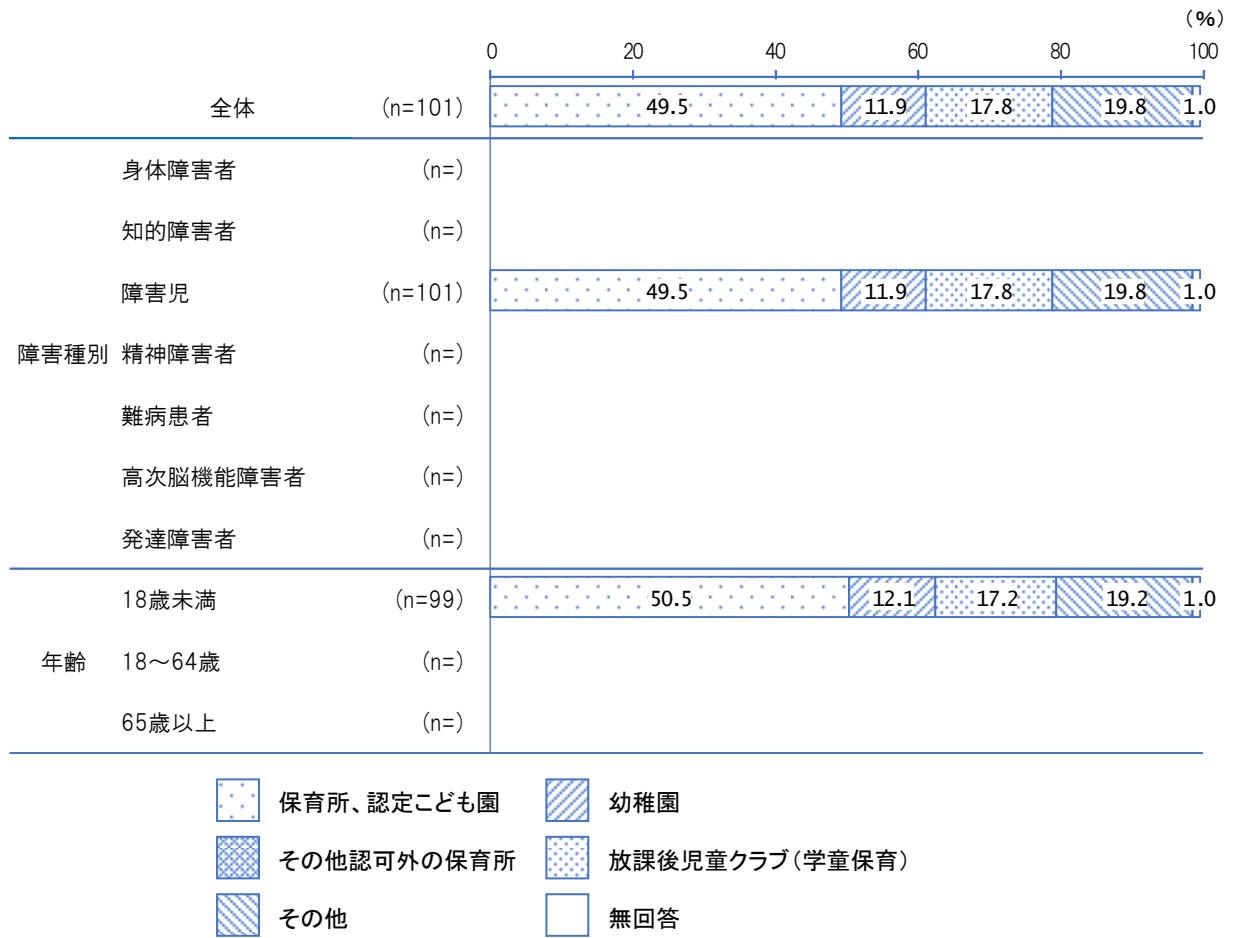 （%）
0 20 40 60 80 100
全体 (n=101) 49.5 11.9 17.8 19.8 1.0
身体障害者 (n=)
知的障害者 (n=)
障害児 (n=101) 49.5 11.9 17.8 19.8 1.0
障害種別 精神障害者 (n=)
難病患者 (n=)
高次脳機能障害者 (n=)
発達障害者 (n=)
18歳未満 (n=99) 50.5 12.1 17.2 19.2 1.0
年齢 18～64歳 (n=)
65歳以上 (n=)
保育所、認定こども園 幼稚園
その他認可外の保育所 放課後児童クラブ（学童保育）
その他 無回答